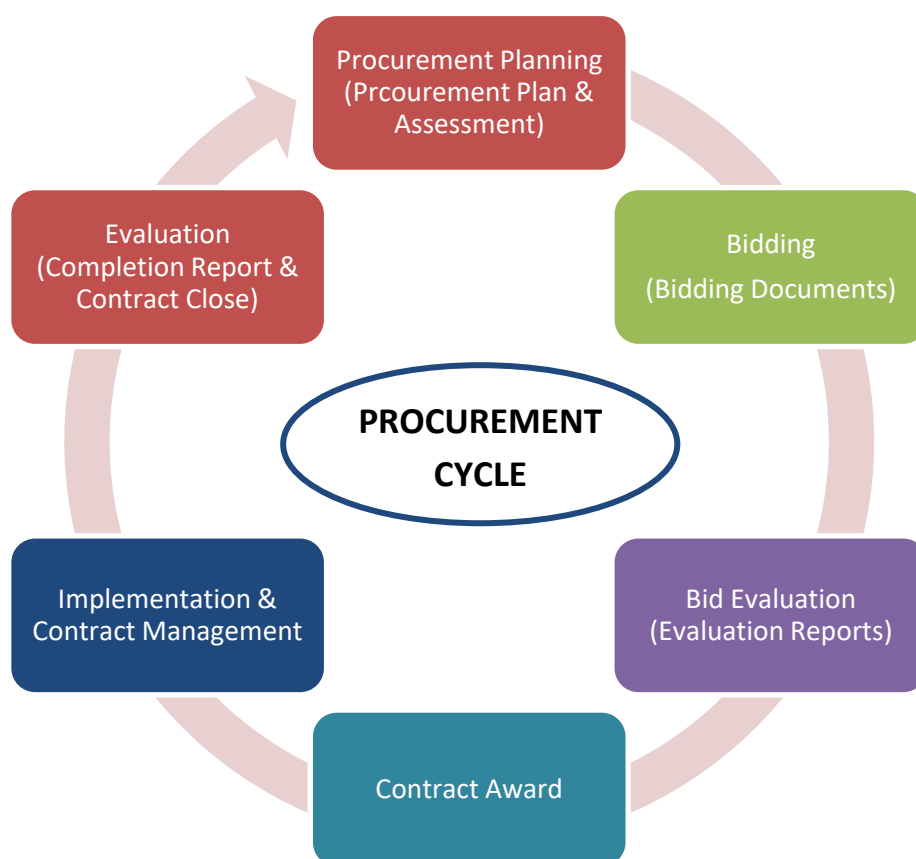 Procurement Planning
(Prcourement Plan &
Assessment)
Bidding
(Bidding Documents)
Bid Evaluation
(Evaluation Reports)
Contract Award
Implementation &
Contract Management
Evaluation
(Completion Report &
Contract Close)
PROCUREMENT
CYCLE